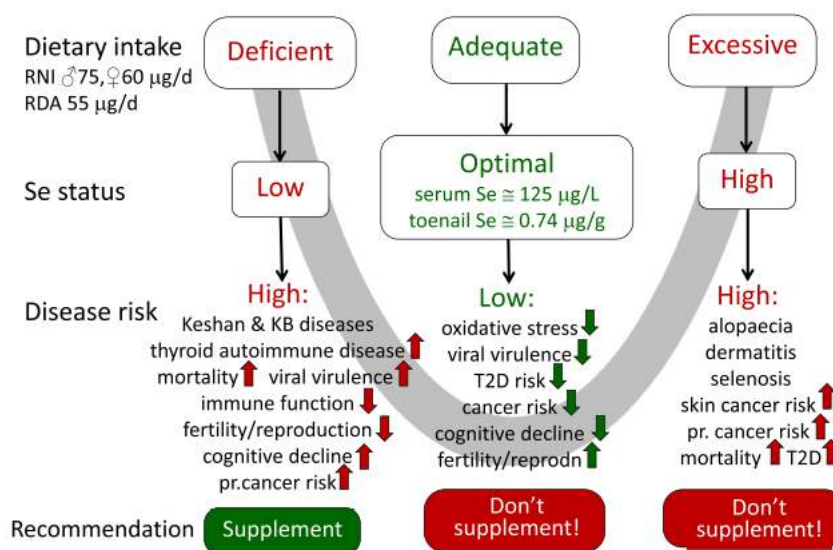 Dietary intake
RNI ♂75,♀60 μg/d
RDA 55 μg/d
Deficient
Adequate
Excessive
Se status
Low
Optimal
serum Se ≅ 125 μg/L
toenail Se ≅ 0.74 μg/g
High
Disease risk
High:
Keshan & KB diseases
thyroid autoimmune disease
mortality viral virulence
immune function
fertility/reproduction
cognitive decline
pr.cancer risk
Low:
oxidative stress
viral virulence
T2D risk
cancer risk
cognitive decline
fertility/reprodn
High:
alopaecia
dermatitis
selenosis
skin cancer risk
pr. cancer risk
mortality T2D
Recommendation
Supplement
Don't
supplement!
Don't
supplement!